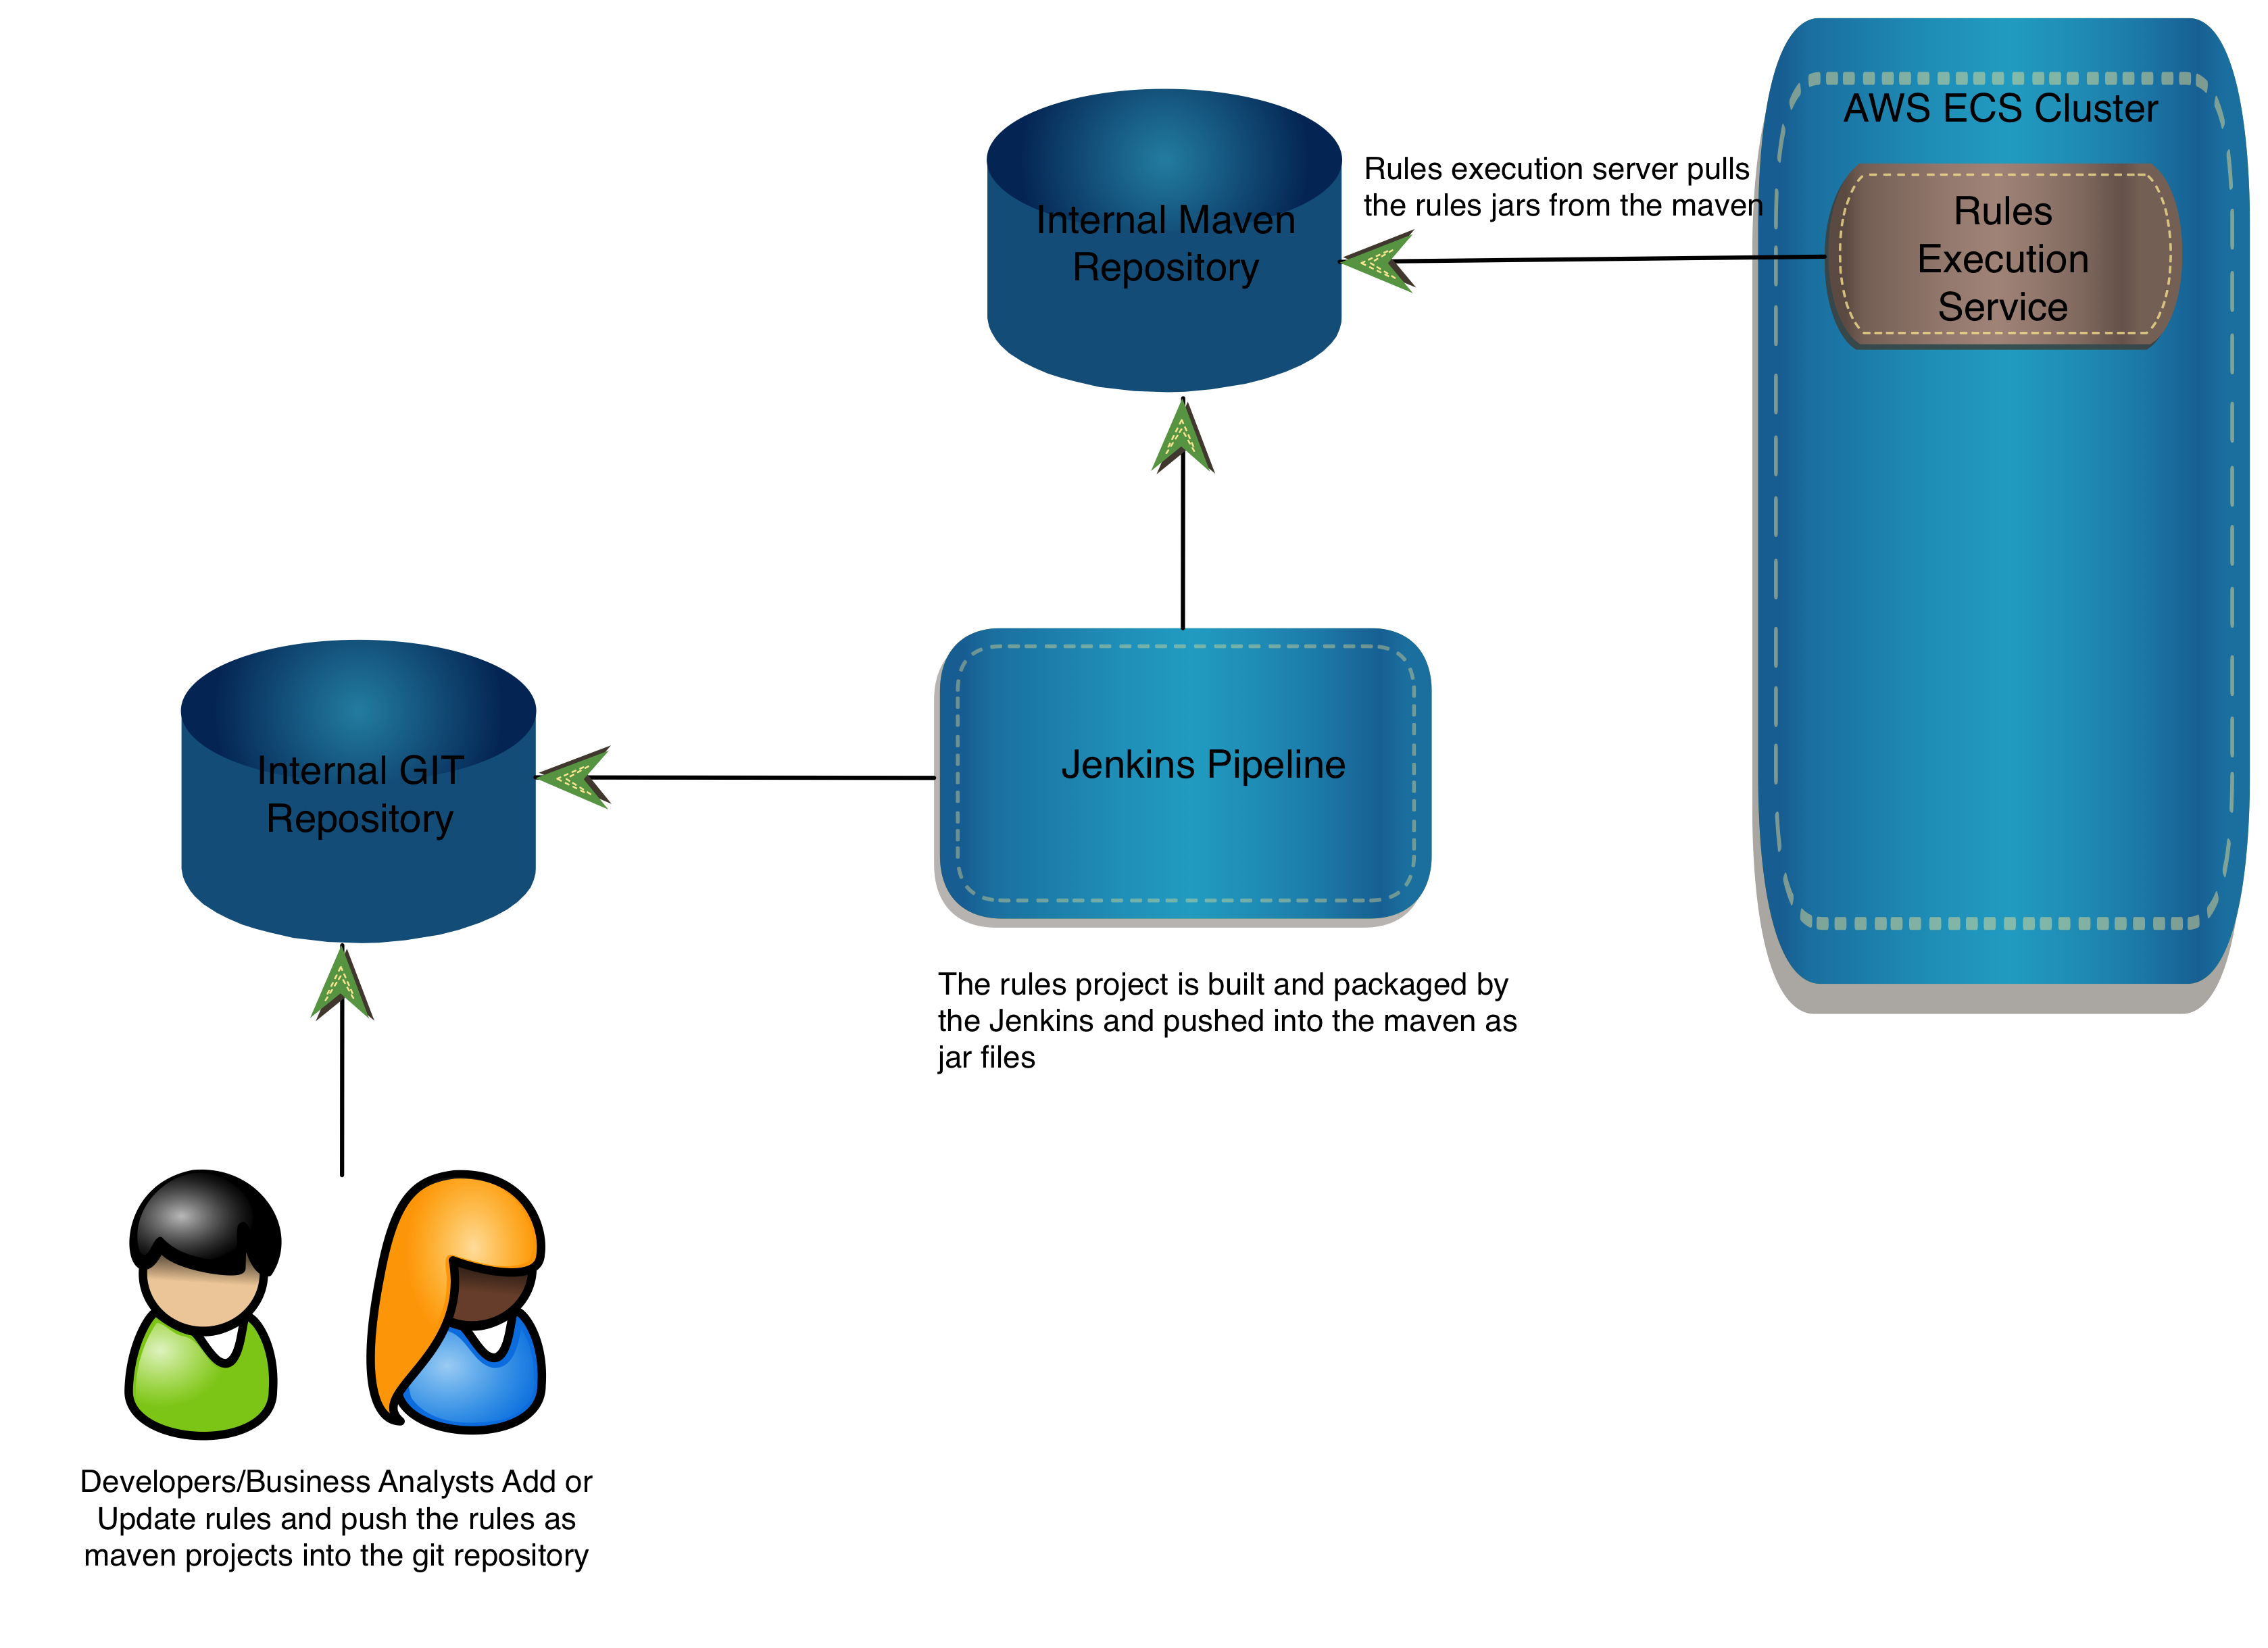 AWS ECS Cluster
Rules execution server pulls
the rules jars from the maven
Rules
Execution
Service
Internal Maven
Repository
Internal GIT
Repository
Jenkins Pipeline
The rules project is built and packaged by
the Jenkins and pushed into the maven as
jar files
Developers/Business Analysts Add or
Update rules and push the rules as
maven projects into the git repository